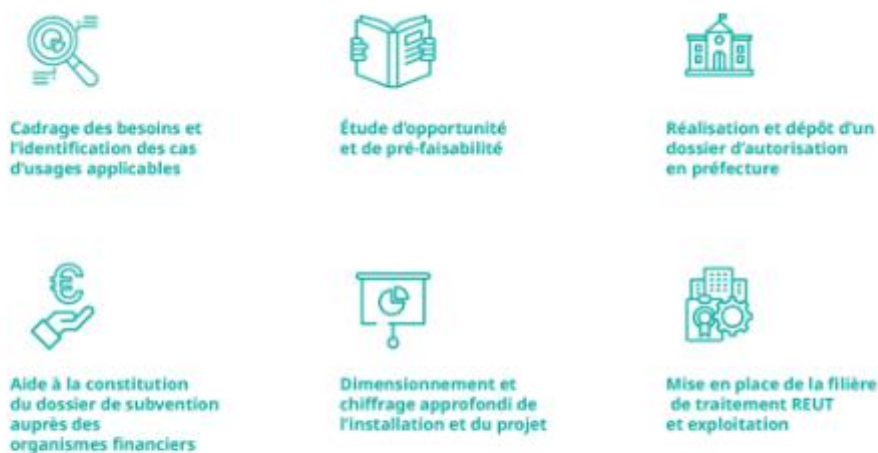 Cadrage des besoins et
l'identification des cas
d'usages applicables
Étude d'opportunité
et de pré-faisabilité
Réalisation et dépôt d'un
dossier d'autorisation
en préfecture
Aide à la constitution
du dossier de subvention
auprès des
organismes financiers
Dimensionnement et
chiffrage approfondi de
l'installation et du projet
Mise en place de la filière
de traitement REUT
et exploitation